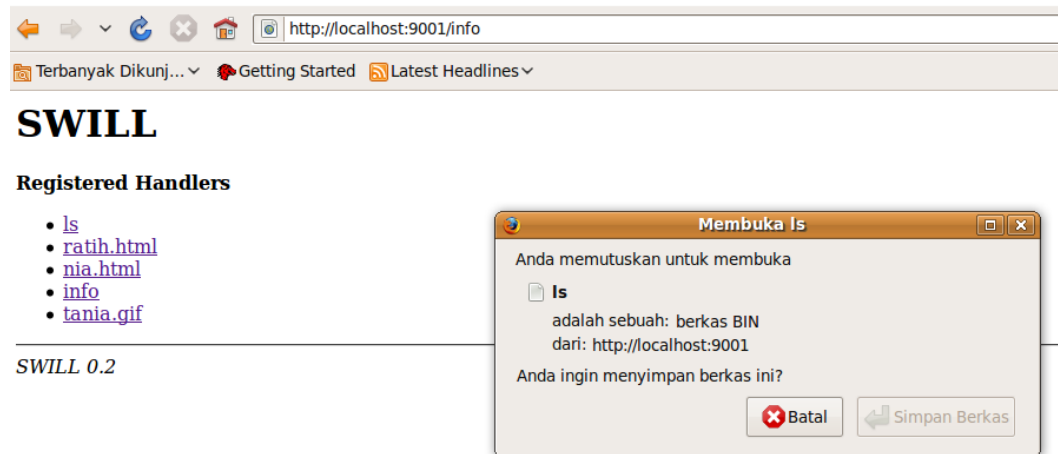 http://localhost:9001/info
Terbanyak Dikunj...
Getting Started
Latest Headlines
SWILL
Registered Handlers
ls
ratih.html
nia.html
info
tania.gif
SWILL 0.2
Membuka ls
Anda memutuskan untuk membuka
ls
adalah sebuah: berkas BIN
dari: http://localhost:9001
Anda ingin menyimpan berkas ini?
Batal
Simpan Berkas